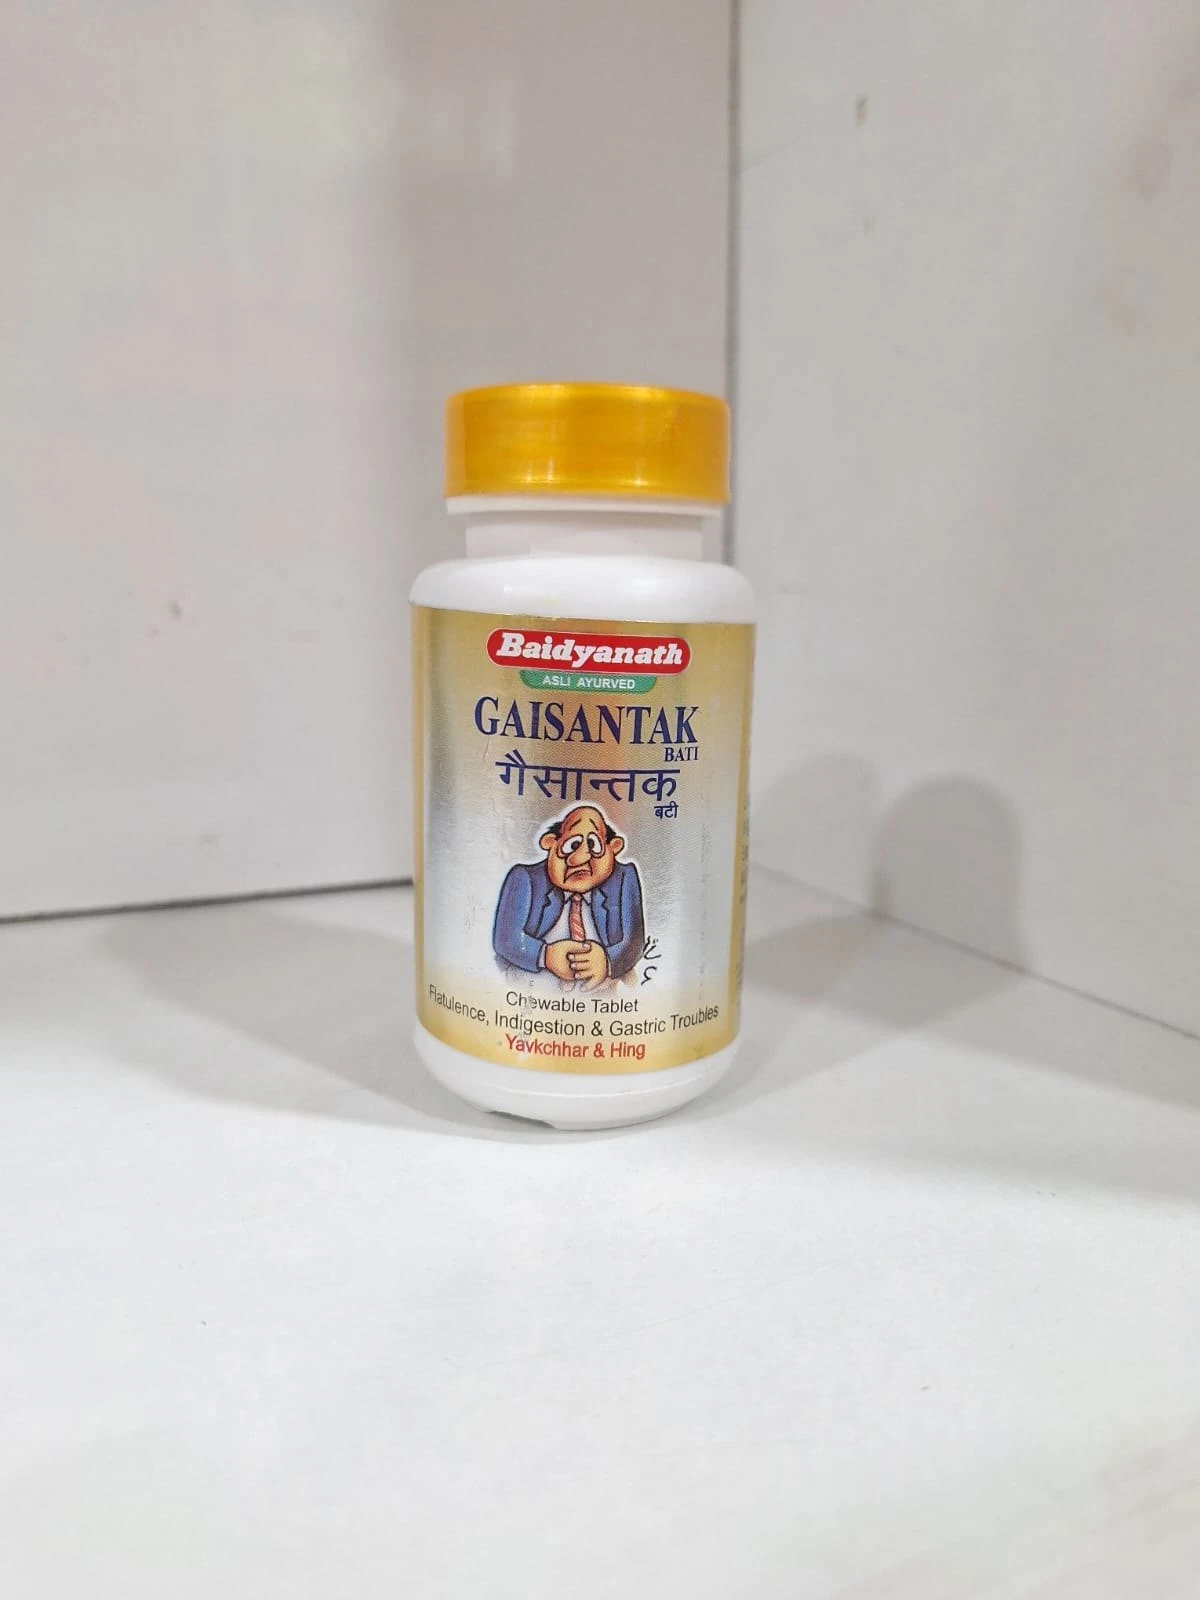 Baidyanath
ASLI AYURVED
GAISANTAK
BATI
गैसान्तक
बटी
Chewable Tablet
Flatulence, Indigestion & Gastric Troubles
Yavkchhar & Hing